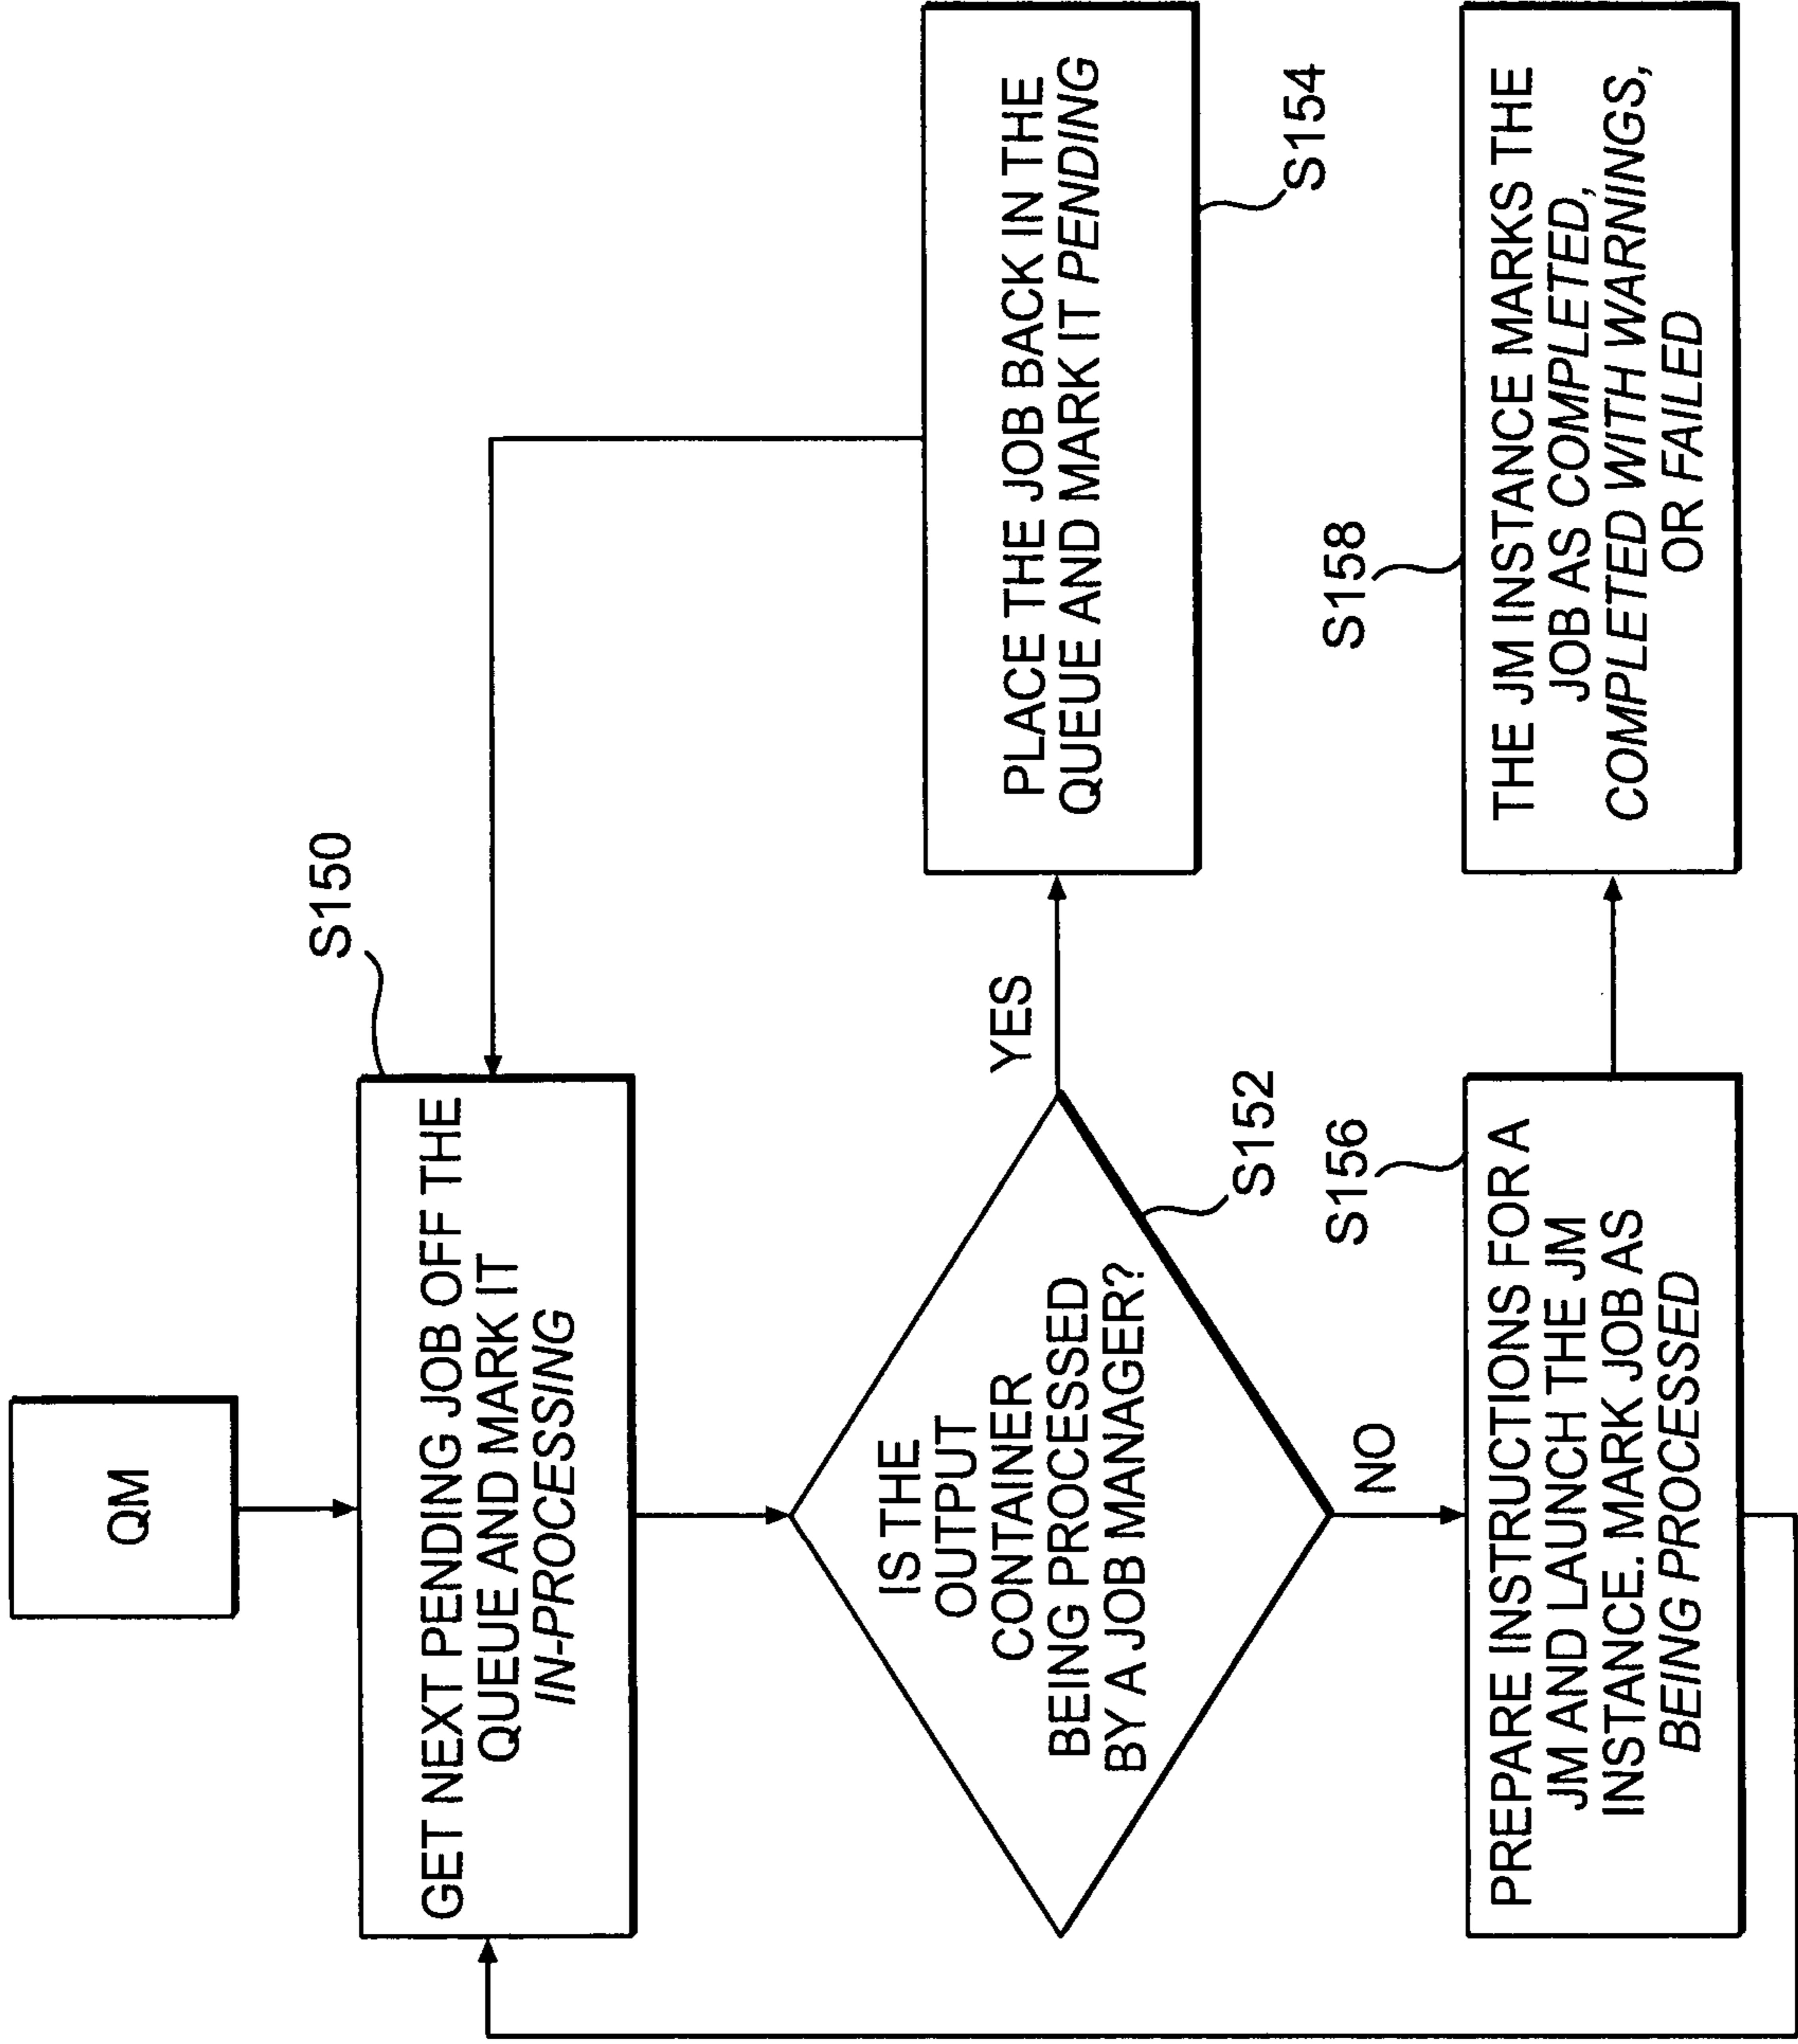 QM
S150
GET NEXT PENDING JOB OFF THE
QUEUE AND MARK IT
IN-PROCESSING
IS THE
OUTPUT
CONTAINER
BEING PROCESSED
BY A JOB MANAGER?
S152
YES
PLACE THE JOB BACK IN THE
QUEUE AND MARK IT PENDING
S154
NO
S156
PREPARE INSTRUCTIONS FOR A
JM AND LAUNCH THE JM
INSTANCE. MARK JOB AS
BEING PROCESSED
S158
THE JM INSTANCE MARKS THE
JOB AS COMPLETED,
COMPLETED WITH WARNINGS,
OR FAILED